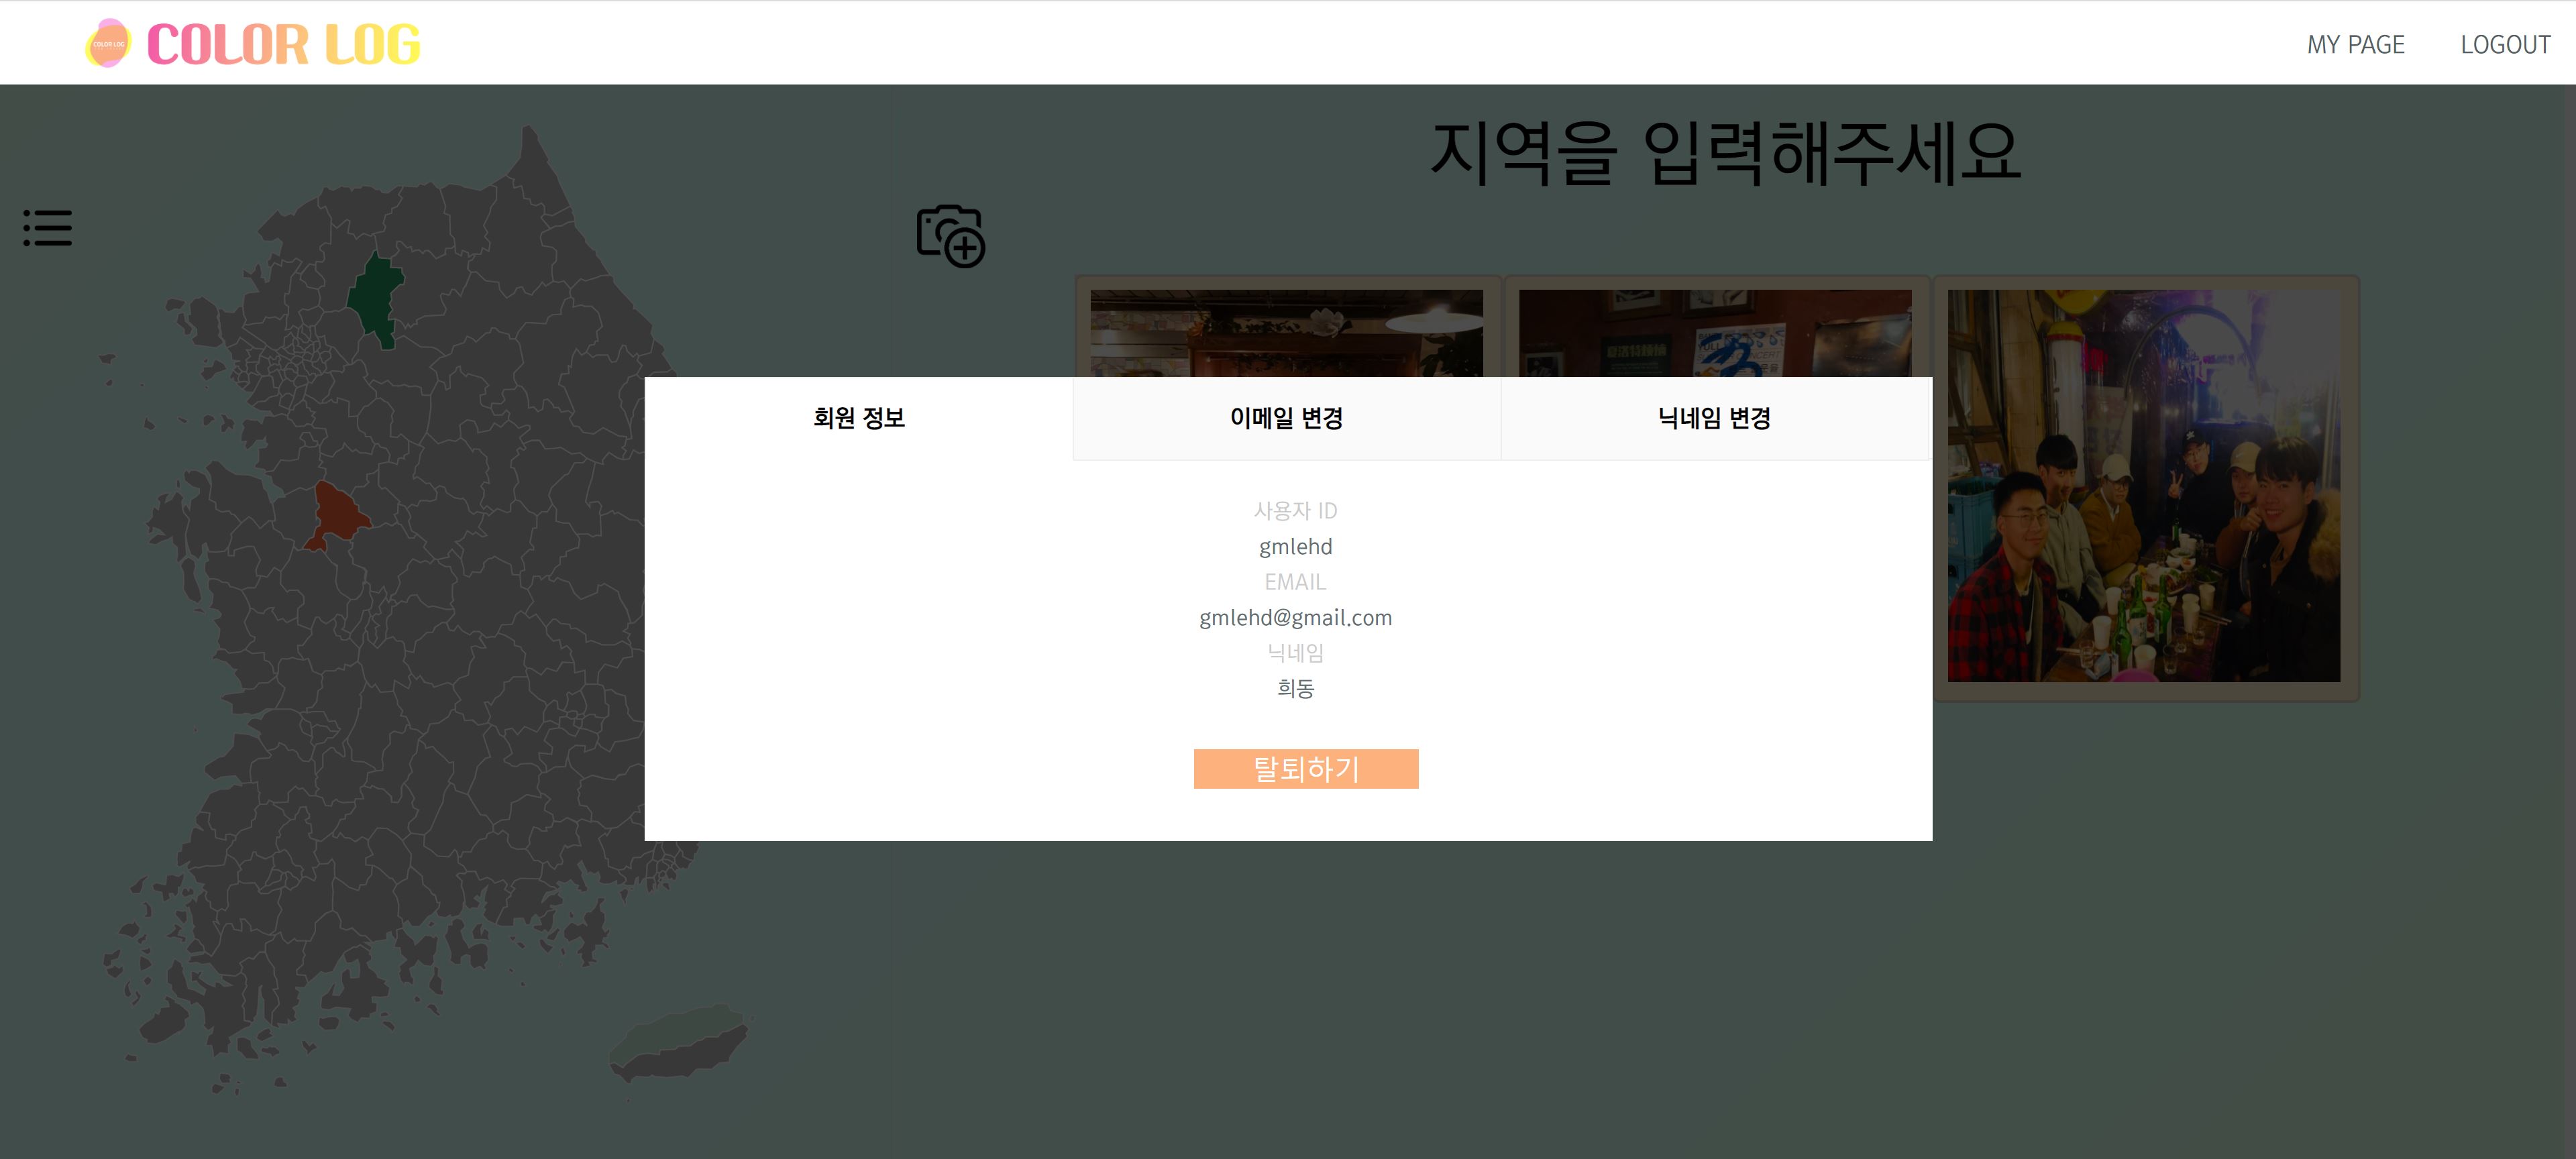 COLOR LOG
COLOR LOG
MY PAGE
LOGOUT
지역을 입력해주세요
회원 정보
이메일 변경
닉네임 변경
사용자 ID
gmlehd
EMAIL
gmlehd@gmail.com
닉네임
희동
탈퇴하기